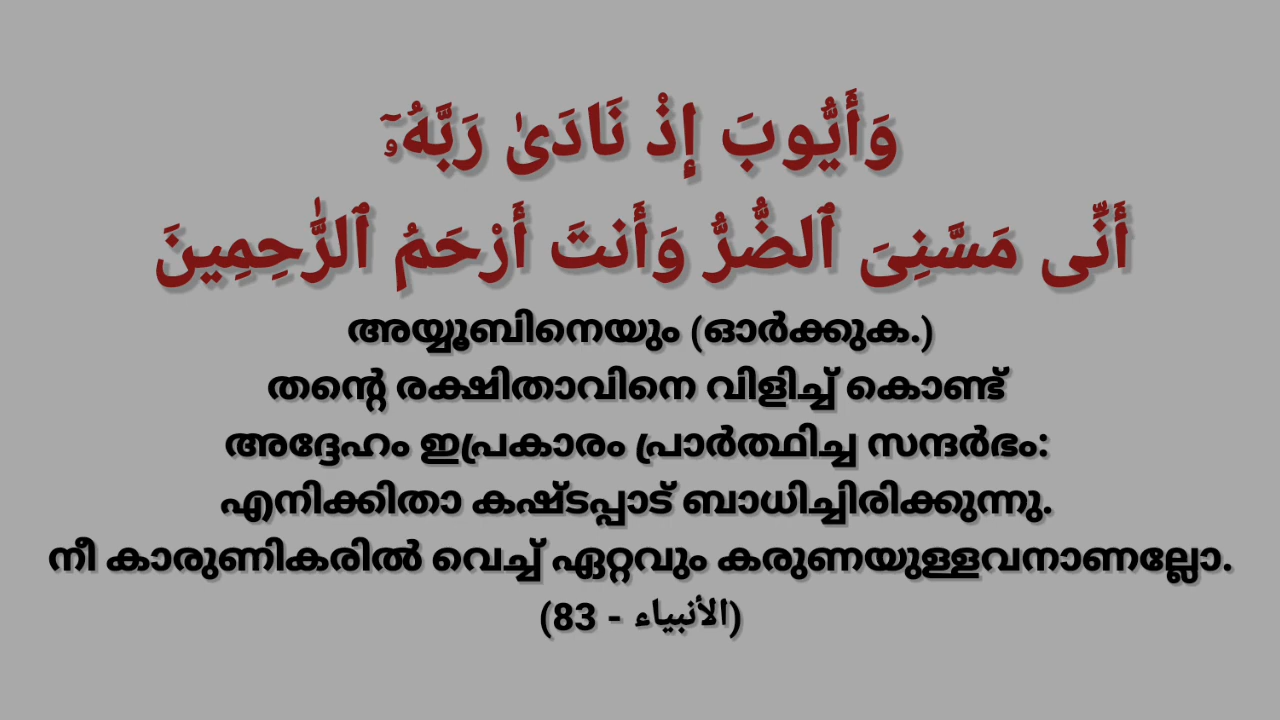 وَأَيُّوبَ إِذْ نَادَىٰ رَبَّهُۥٓ
أَنِّى مَسَّنِىَ ٱلضُّرُّ وَأَنتَ أَرْحَمُ ٱلرَّٰحِمِينَ
അയ്യൂബിനെയും (ഓർക്കുക.)
തന്റെ രക്ഷിതാവിനെ വിളിച്ച് കൊണ്ട്
അദ്ദേഹം ഇപ്രകാരം പ്രാർത്ഥിച്ച സന്ദർഭം:
എനിക്കിതാ കഷ്ടപ്പാട് ബാധിച്ചിരിക്കുന്നു.
നീ കാരുണികരിൽ വെച്ച് ഏറ്റവും കരുണയുള്ളവനാണല്ലോ.
(83 - الأنبياء)